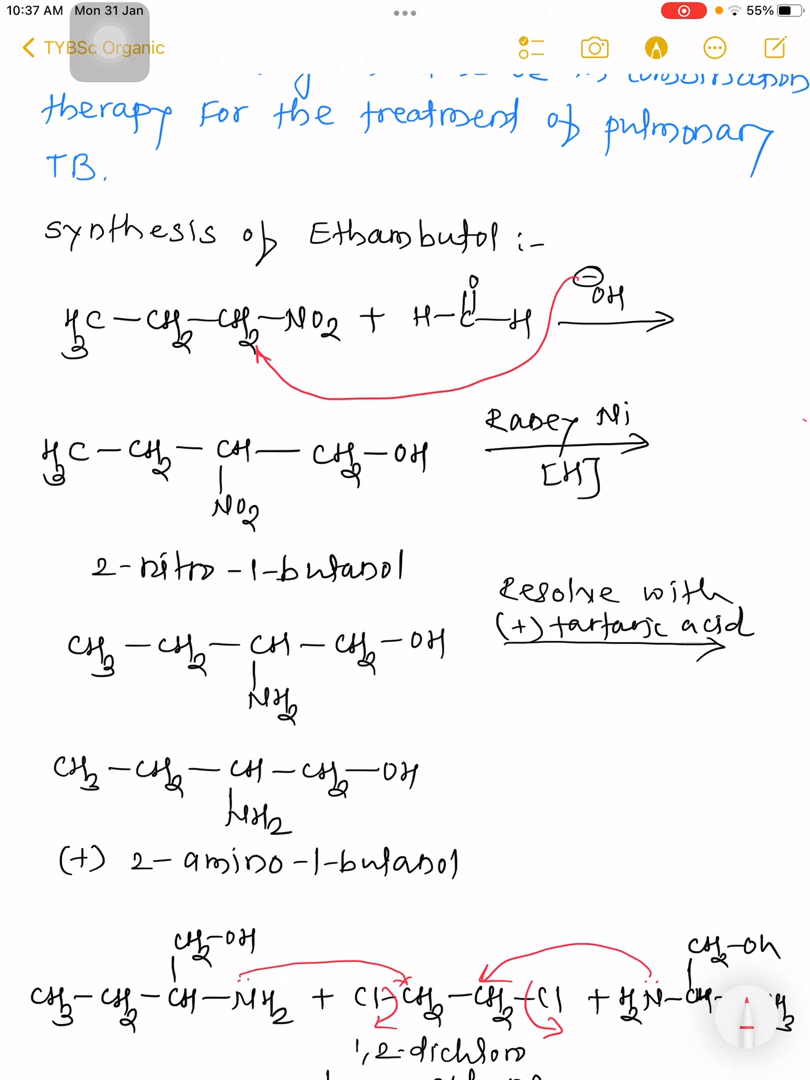 10:37 AM Mon 31 Jan
55%
TYBSc Organic
therapy for the treatment of pulmonary
TB.
Synthesis of Ethambutol :-
H3C—CH2—CH2—NO2 + H—C—H
O
⊖OH
H3C—CH2—CH—CH2—OH
NO2
Raney Ni
[H]
2-nitro-1-butanol
Resolve with
(+) tartaric acid
CH3—CH2—CH—CH2—OH
NH2
CH3—CH2—CH—CH2—OH
NH2
(+) 2-amino-1-butanol
CH2-OH
CH2-OH
CH3—CH2—CH—NH2 + Cl-CH2—CH2—Cl + H2N—CH
1,2-dichloro